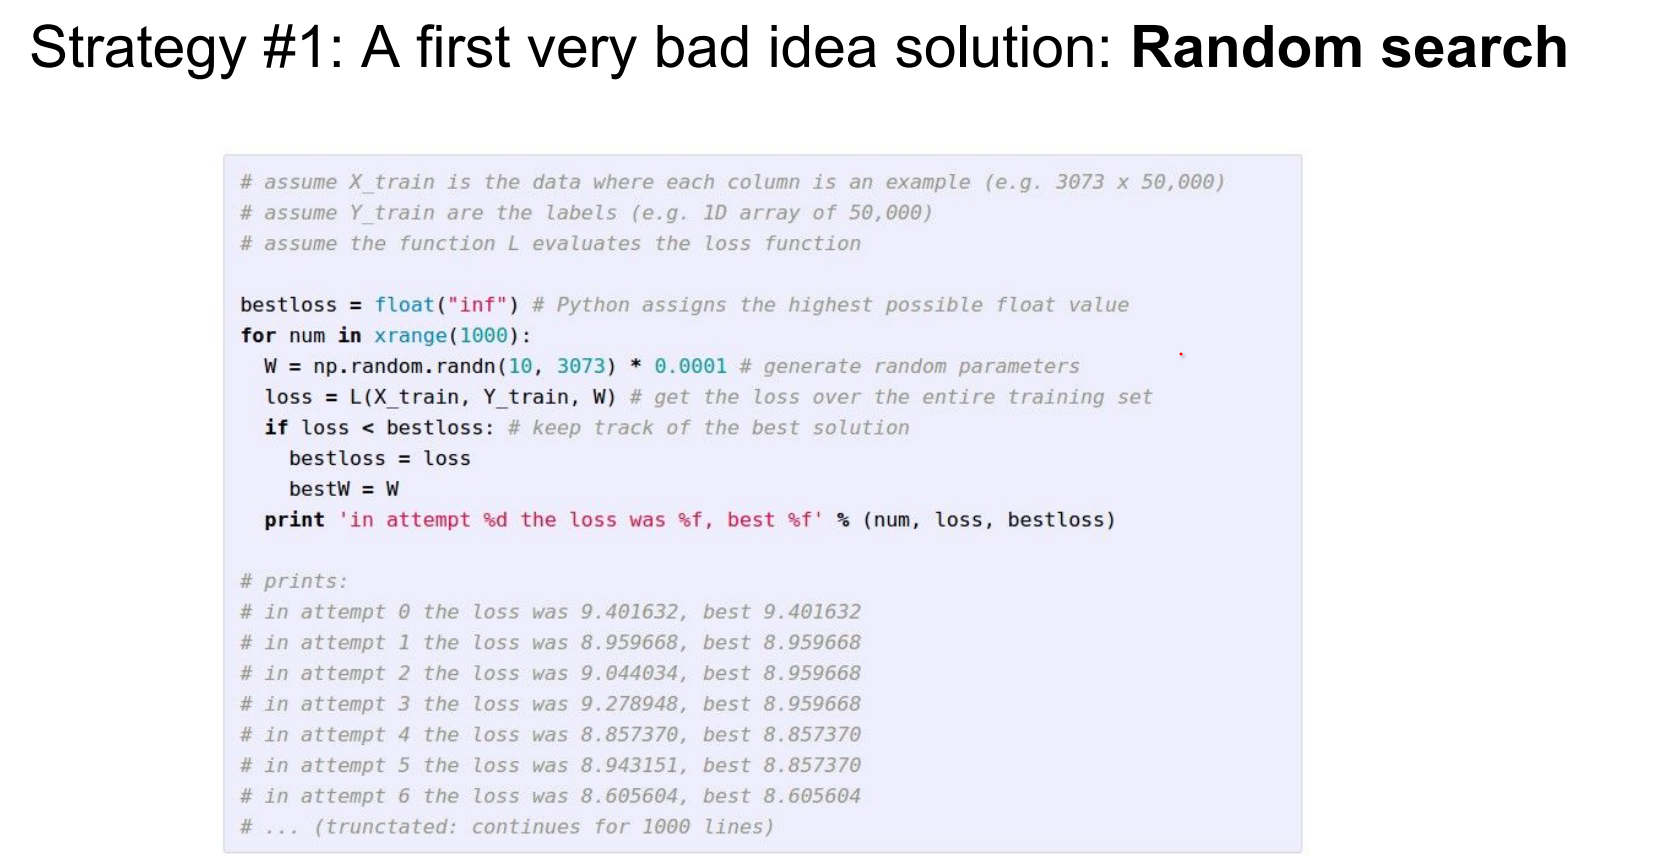 Strategy #1: A first very bad idea solution: Random search
# assume X_train is the data where each column is an example (e.g. 3073 x 50,000)
# assume Y_train are the labels (e.g. 1D array of 50,000)
# assume the function L evaluates the loss function
bestloss = float("inf") # Python assigns the highest possible float value
for num in xrange(1000):
  W = np.random.randn(10, 3073) * 0.0001 # generate random parameters
  loss = L(X_train, Y_train, W) # get the loss over the entire training set
  if loss < bestloss: # keep track of the best solution
    bestloss = loss
    bestW = W
  print 'in attempt %d the loss was %f, best %f' % (num, loss, bestloss)
# prints:
# in attempt 0 the loss was 9.401632, best 9.401632
# in attempt 1 the loss was 8.959668, best 8.959668
# in attempt 2 the loss was 9.044034, best 8.959668
# in attempt 3 the loss was 9.278948, best 8.959668
# in attempt 4 the loss was 8.857370, best 8.857370
# in attempt 5 the loss was 8.943151, best 8.857370
# in attempt 6 the loss was 8.605604, best 8.605604
# ... (trunctated: continues for 1000 lines)